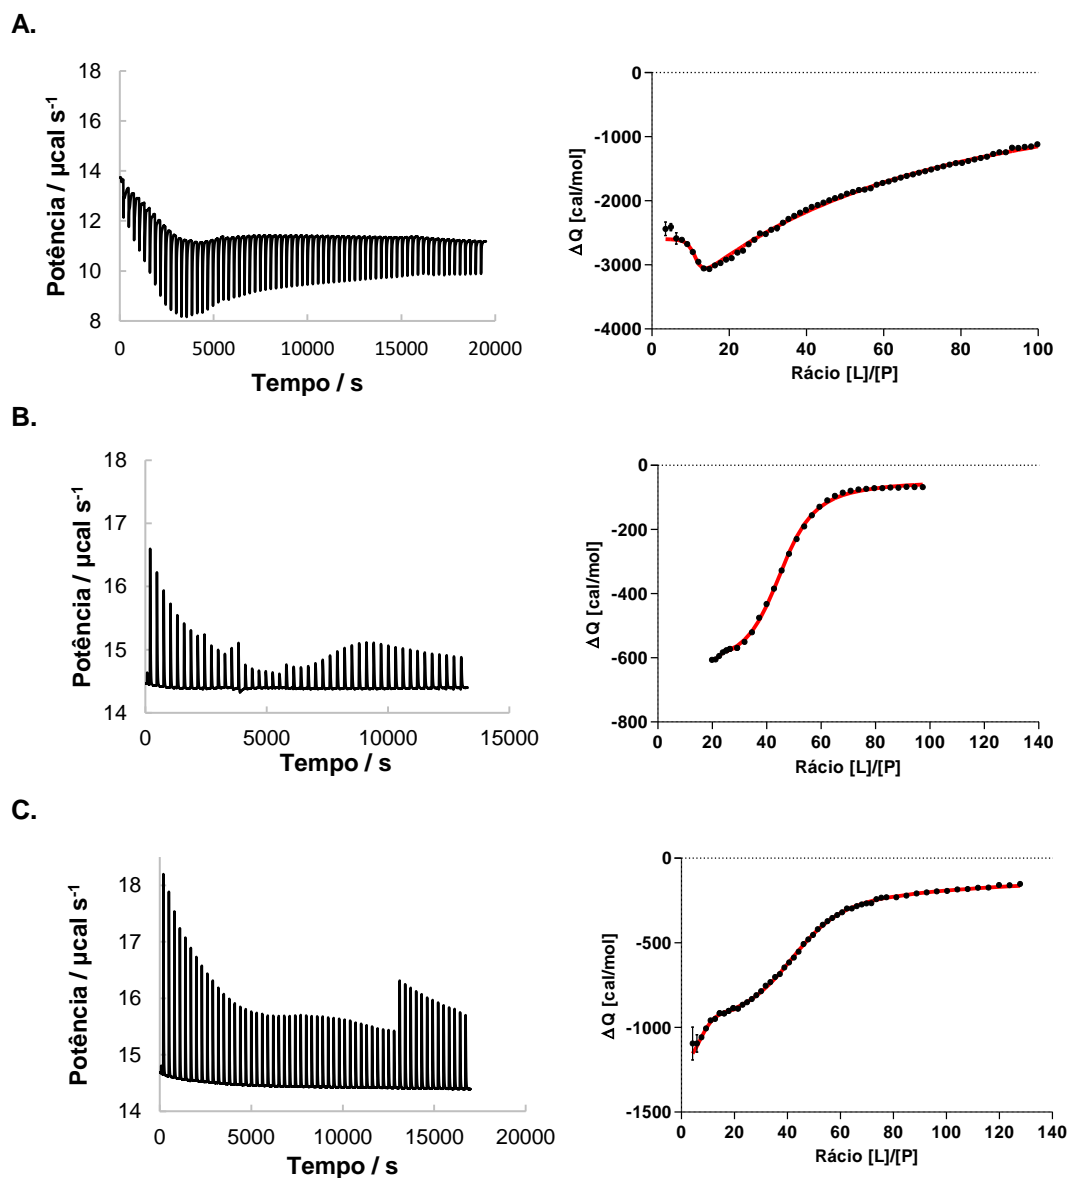 A.
18
16
14
12
10
8
Potência / µcal s⁻¹
0 5000 10000 15000 20000
Tempo / s
0
-1000
-2000
-3000
-4000
ΔQ [cal/mol]
0 20 40 60 80 100
Rácio [L]/[P]
B.
18
17
16
15
14
Potência / µcal s⁻¹
0 5000 10000 15000
Tempo / s
0
-200
-400
-600
-800
ΔQ [cal/mol]
0 20 40 60 80 100 120 140
Rácio [L]/[P]
C.
18
17
16
15
14
Potência / µcal s⁻¹
0 5000 10000 15000 20000
Tempo / s
0
-500
-1000
-1500
ΔQ [cal/mol]
0 20 40 60 80 100 120 140
Rácio [L]/[P]